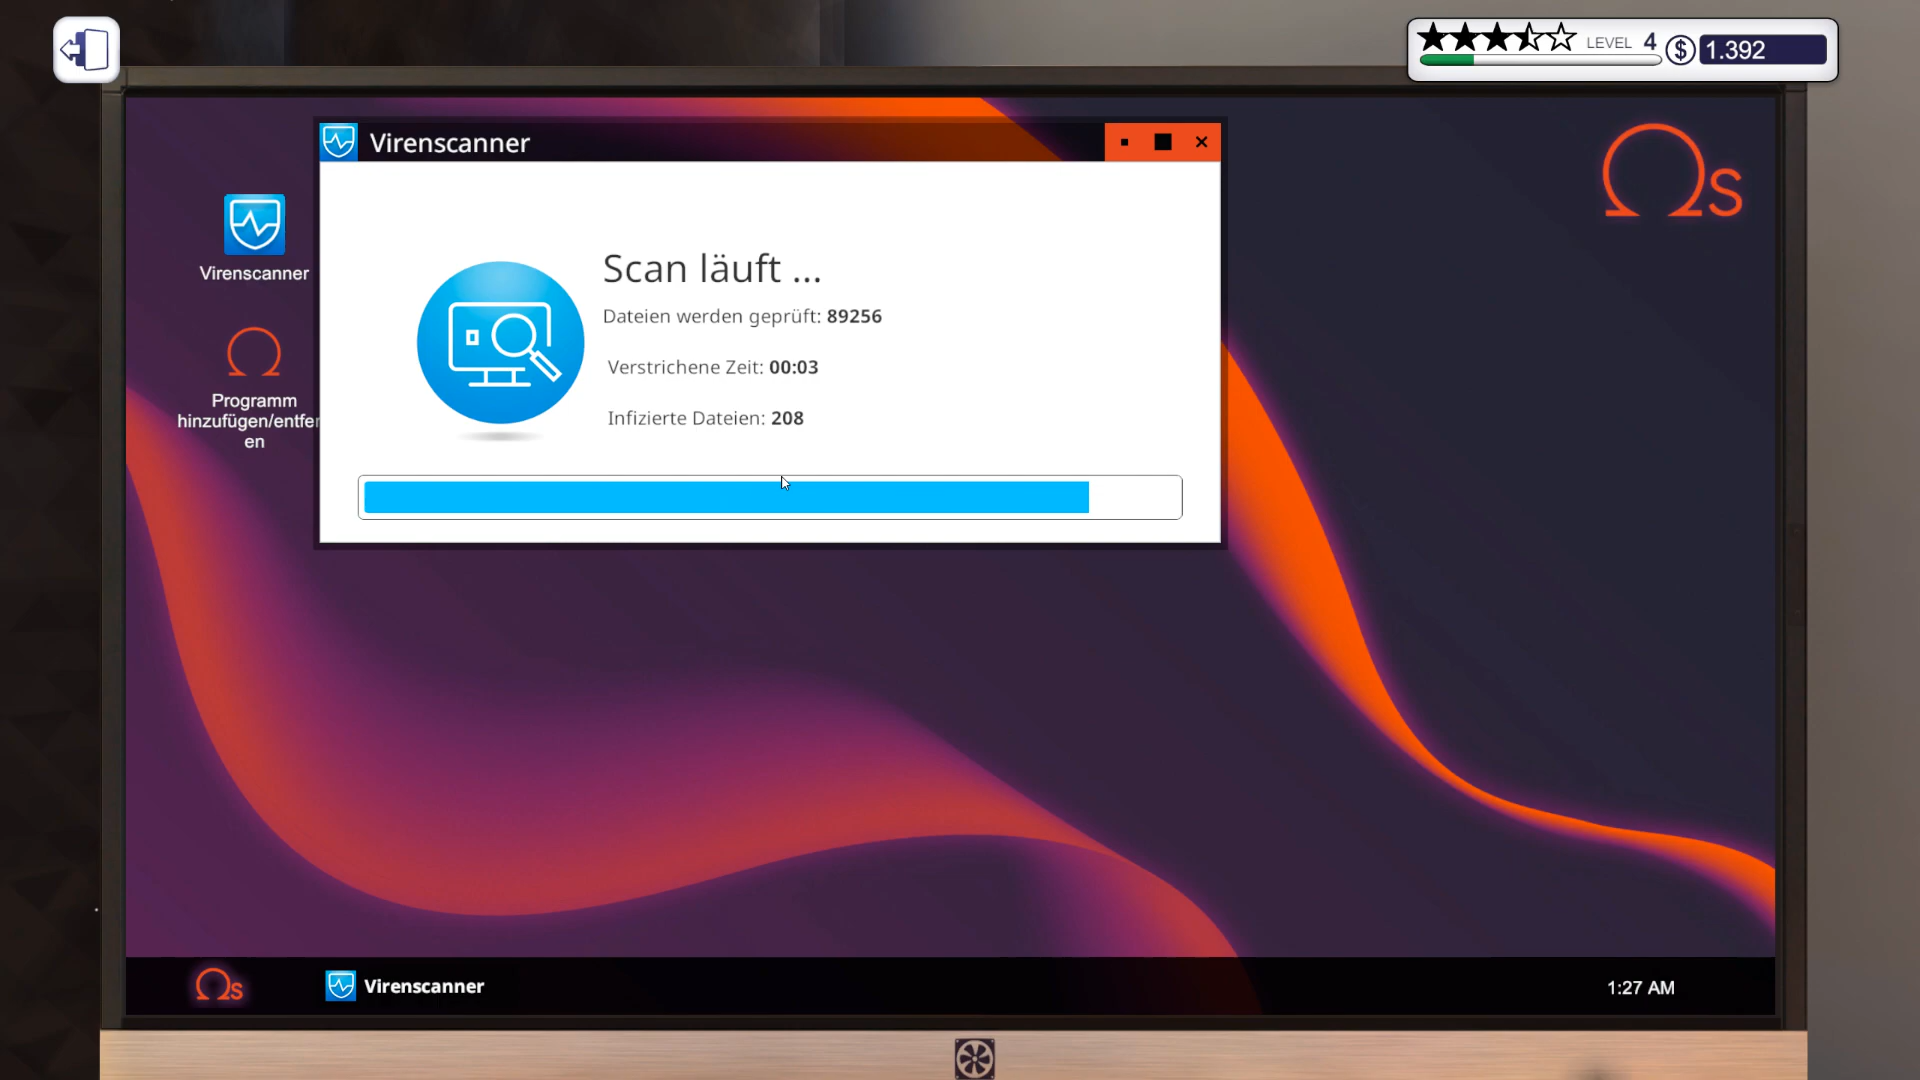 LEVEL 4
$ 1.392
Virenscanner
Ωs
Virenscanner
Scan läuft ...
Dateien werden geprüft: 89256
Verstrichene Zeit: 00:03
Programm
hinzufügen/entfer
en
Infizierte Dateien: 208
Ωs
Virenscanner
1:27 AM